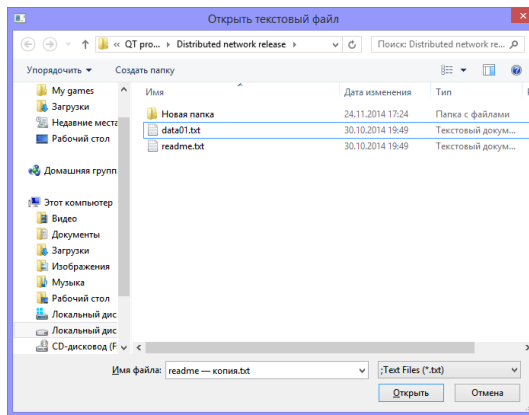 Открыть текстовый файл
« QT pro... Distributed network release
Поиск: Distributed network re...
Упорядочить Создать папку
Имя Дата изменения Тип
My games
Загрузки
Недавние места
Рабочий стол
Домашняя групп
Этот компьютер
Видео
Документы
Загрузки
Изображения
Музыка
Рабочий стол
Локальный дис
Локальный дис
CD-дисковод (F
Новая папка 24.11.2014 17:24 Папка с файлами
data01.txt 30.10.2014 19:49 Текстовый докум...
readme.txt 30.10.2014 19:49 Текстовый докум...
Имя файла: readme — копия.txt ;Text Files (*.txt)
Открыть Отмена